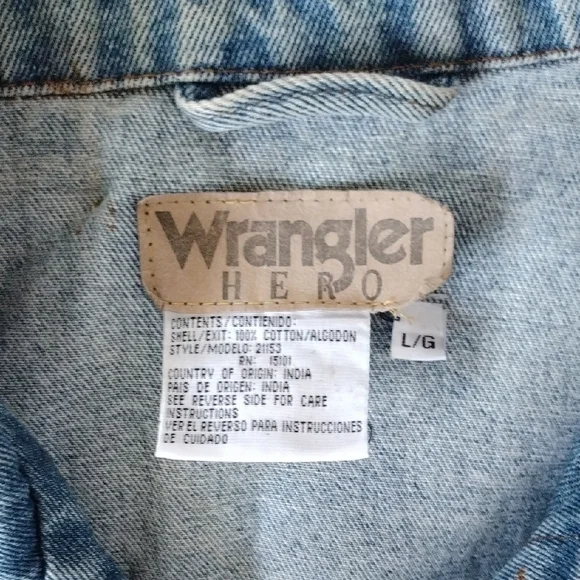 Wrangler
HERO
CONTENTS/CONTIENIDO:
SHELL/EXIT: 100% COTTON/ALGODON
STYLE/MODELO: 21153
RN: 15101
COUNTRY OF ORIGIN: INDIA
PAIS DE ORIGEN: INDIA
SEE REVERSE SIDE FOR CARE
INSTRUCTIONS
VER EL REVERSO PARA INSTRUCCIONES
DE CUIDADO
L/G